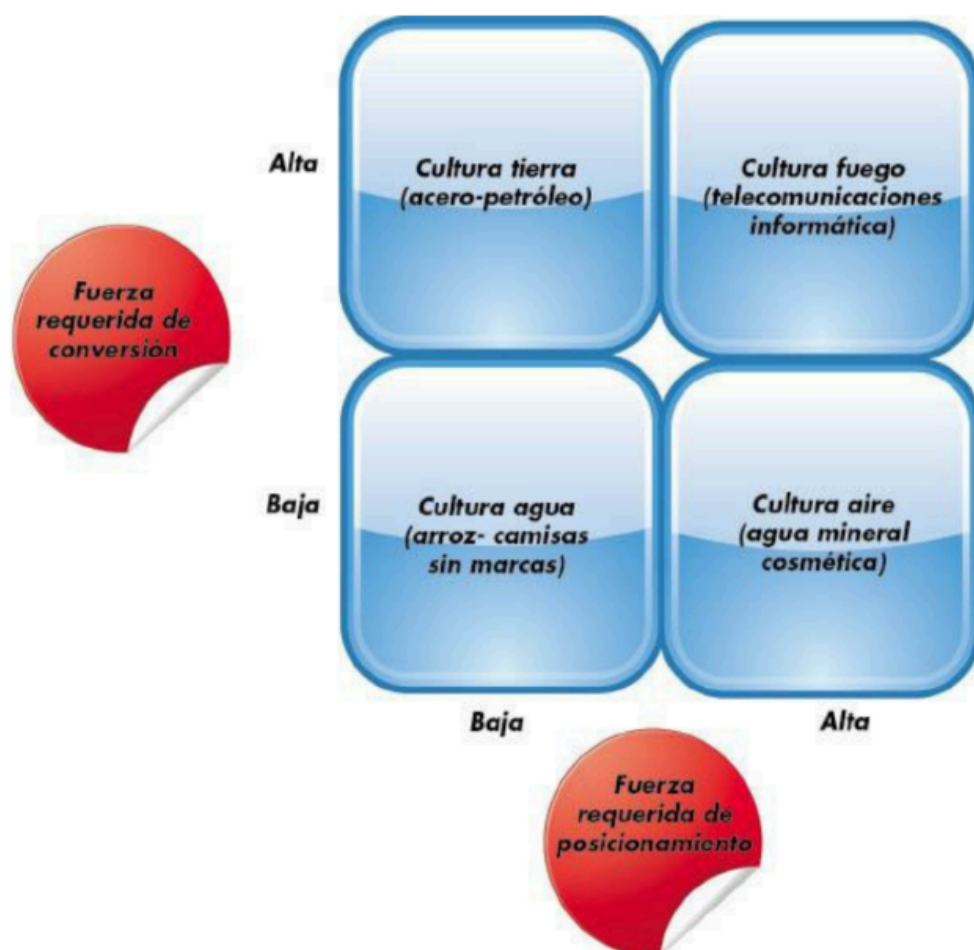 Alta
Cultura tierra
(acero-petróleo)
Cultura fuego
(telecomunicaciones
informática)
Fuerza
requerida de
conversión
Baja
Cultura agua
(arroz- camisas
sin marcas)
Cultura aire
(agua mineral
cosmética)
Baja
Alta
Fuerza
requerida de
posicionamiento